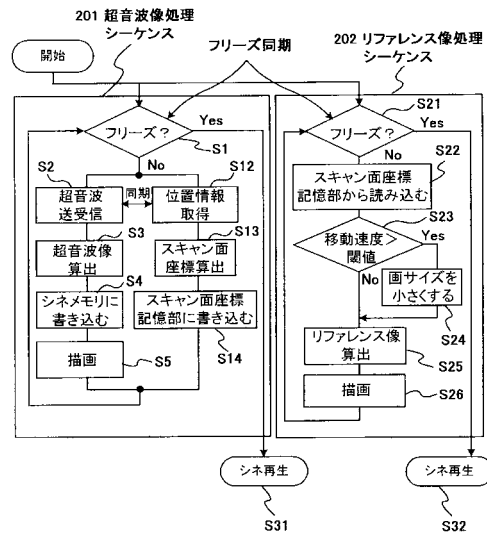 201 超音波像処理
シーケンス
202 リファレンス像処理
シーケンス
開始
フリーズ同期
フリーズ?
Yes
S1
No
S2
超音波
送受信
同期
S12
位置情報
取得
S3
超音波像
算出
S13
スキャン面
座標算出
S4
シネメモリに
書き込む
スキャン面座標
記憶部に書き込む
S14
描画
S5
シネ再生
S31
S21
フリーズ?
Yes
No
S22
スキャン面座標
記憶部から読み込む
S23
移動速度>
閾値
Yes
No
画サイズを
小さくする
S24
リファレンス像
算出
S25
描画
S26
シネ再生
S32